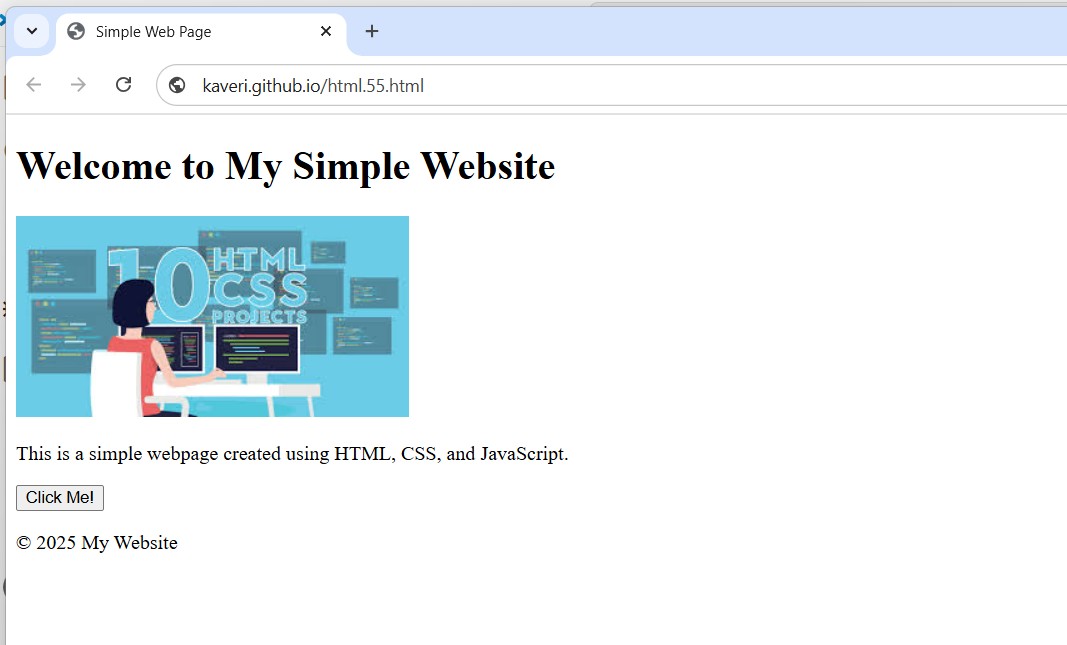 Simple Web Page
kaveri.github.io/html.55.html
Welcome to My Simple Website
10 HTML
CSS
PROJECTS
This is a simple webpage created using HTML, CSS, and JavaScript.
Click Me!
© 2025 My Website